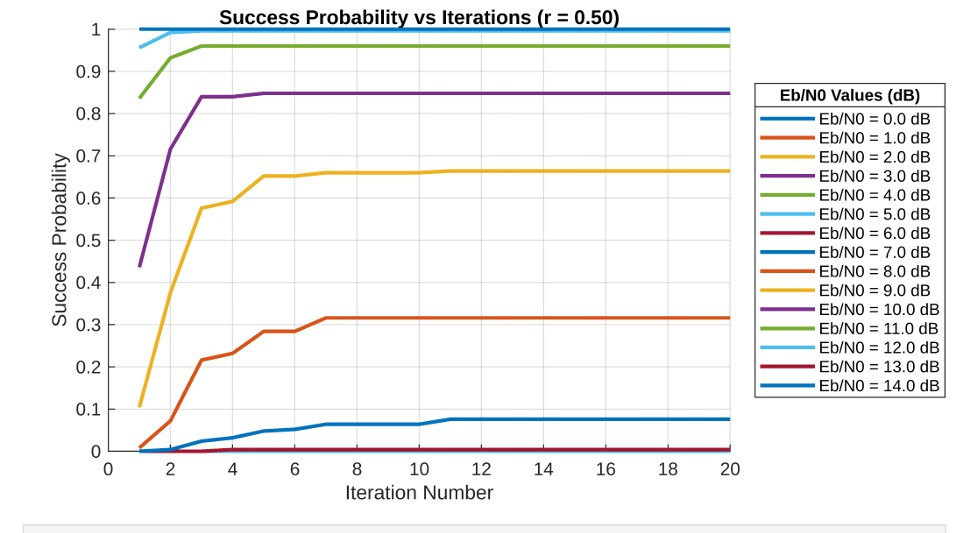 Success Probability vs Iterations (r = 0.50)
1
0.9
0.8
0.7
0.6
0.5
0.4
0.3
0.2
0.1
0
Success Probability
0 2 4 6 8 10 12 14 16 18 20
Iteration Number
Eb/N0 Values (dB)
Eb/N0 = 0.0 dB
Eb/N0 = 1.0 dB
Eb/N0 = 2.0 dB
Eb/N0 = 3.0 dB
Eb/N0 = 4.0 dB
Eb/N0 = 5.0 dB
Eb/N0 = 6.0 dB
Eb/N0 = 7.0 dB
Eb/N0 = 8.0 dB
Eb/N0 = 9.0 dB
Eb/N0 = 10.0 dB
Eb/N0 = 11.0 dB
Eb/N0 = 12.0 dB
Eb/N0 = 13.0 dB
Eb/N0 = 14.0 dB